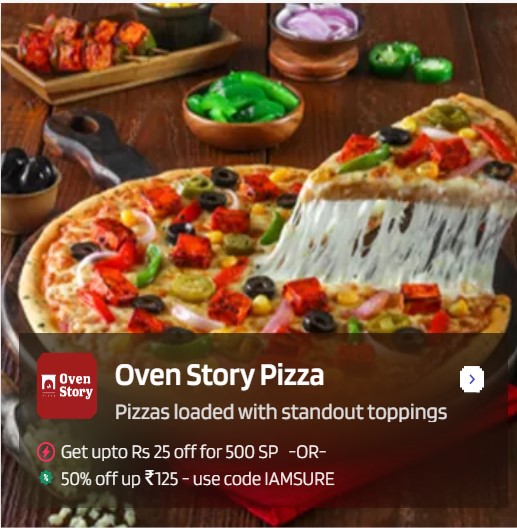 Oven
Story
Oven Story Pizza
Pizzas loaded with standout toppings
Get upto Rs 25 off for 500 SP -OR-
50% off up ₹125 - use code IAMSURE